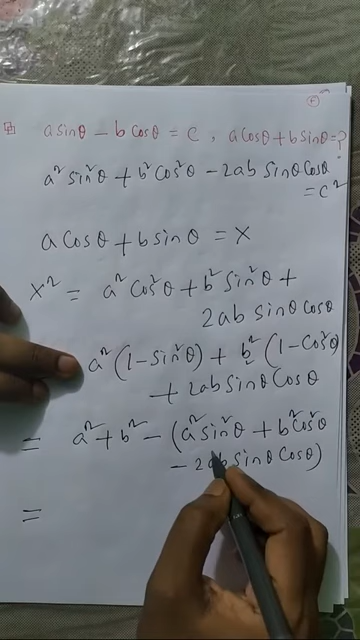 a sinθ – b cosθ = c , a cosθ + b sinθ = ?
a² sin²θ + b² cos²θ – 2ab sinθ cosθ
= c²
a cosθ + b sinθ = x
x² = a² cos²θ + b² sin²θ +
2ab sinθ cosθ
a² (1 – sin²θ) + b² (1 – cos²θ)
+ 2ab sinθ cosθ
= a² + b² – (a² sin²θ + b² cos²θ
– 2ab sinθ cosθ)
=